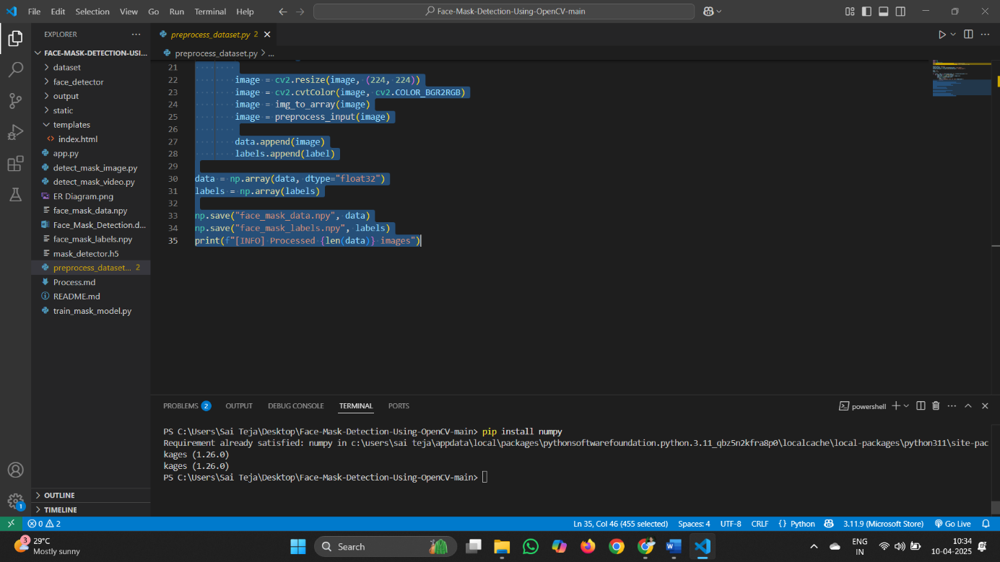 File Edit Selection View Go Run Terminal Help
Face-Mask-Detection-Using-OpenCV-main
EXPLORER
FACE-MASK-DETECTION-USI...
dataset
face_detector
output
static
templates
index.html
app.py
detect_mask_image.py
detect_mask_video.py
ER Diagram.png
face_mask_data.npy
Face_Mask_Detection.d...
face_mask_labels.npy
mask_detector.h5
preprocess_dataset... 2
Process.md
README.md
train_mask_model.py
OUTLINE
TIMELINE
preprocess_dataset.py 2
preprocess_dataset.py > ...
21
22 image = cv2.resize(image, (224, 224))
23 image = cv2.cvtColor(image, cv2.COLOR_BGR2RGB)
24 image = img_to_array(image)
25 image = preprocess_input(image)
26
27 data.append(image)
28 labels.append(label)
29
30 data = np.array(data, dtype="float32")
31 labels = np.array(labels)
32
33 np.save("face_mask_data.npy", data)
34 np.save("face_mask_labels.npy", labels)
35 print(f"[INFO] Processed {len(data)} images")
PROBLEMS 2 OUTPUT DEBUG CONSOLE TERMINAL PORTS
powershell
PS C:\Users\Sai Teja\Desktop\Face-Mask-Detection-Using-OpenCV-main> pip install numpy
Requirement already satisfied: numpy in c:\users\sai teja\appdata\local\packages\pythonsoftwarefoundation.python.3.11_qbz5n2kfra8p0\localcache\local-packages\python311\site-pac
kages (1.26.0)
kages (1.26.0)
PS C:\Users\Sai Teja\Desktop\Face-Mask-Detection-Using-OpenCV-main>
1
0 2 Ln 35, Col 46 (455 selected) Spaces: 4 UTF-8 CRLF {} Python 3.11.9 (Microsoft Store) Go Live
3 29°C
Mostly sunny
Search
ENG
IN
10:34
10-04-2025